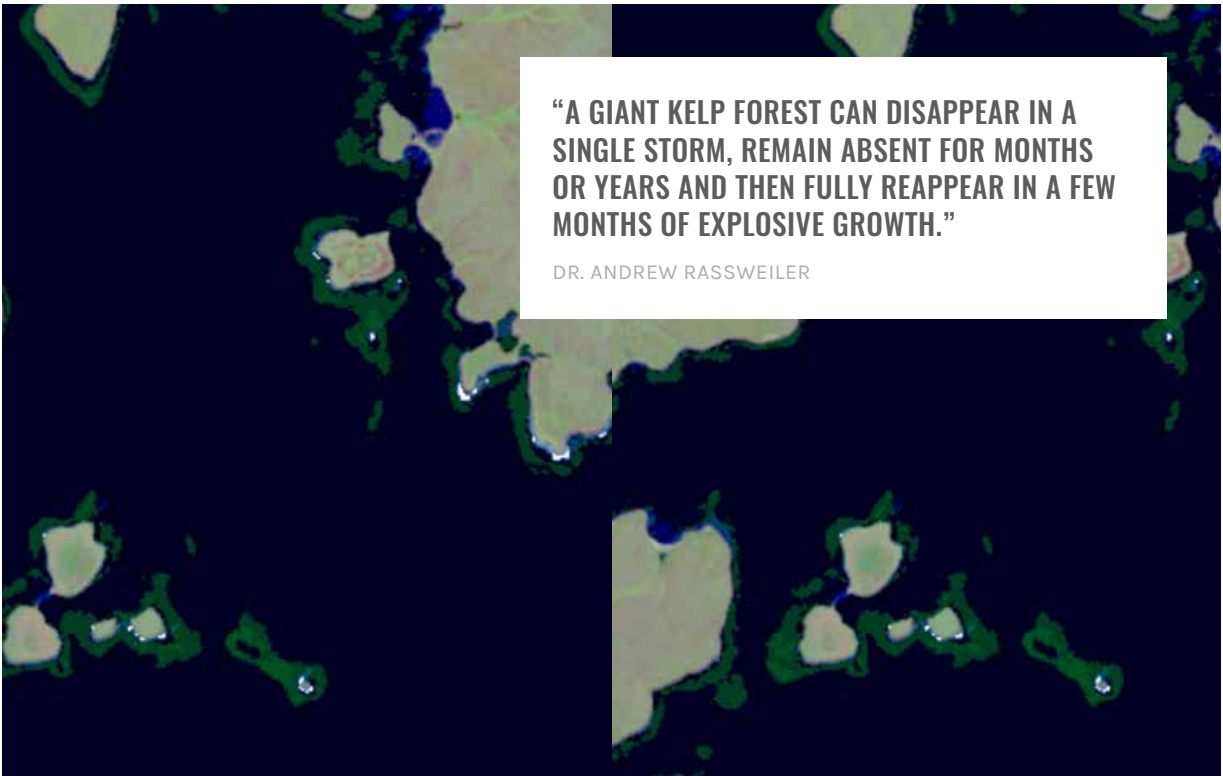 “A GIANT KELP FOREST CAN DISAPPEAR IN A
SINGLE STORM, REMAIN ABSENT FOR MONTHS
OR YEARS AND THEN FULLY REAPPEAR IN A FEW
MONTHS OF EXPLOSIVE GROWTH.”
DR. ANDREW RASSWEILER